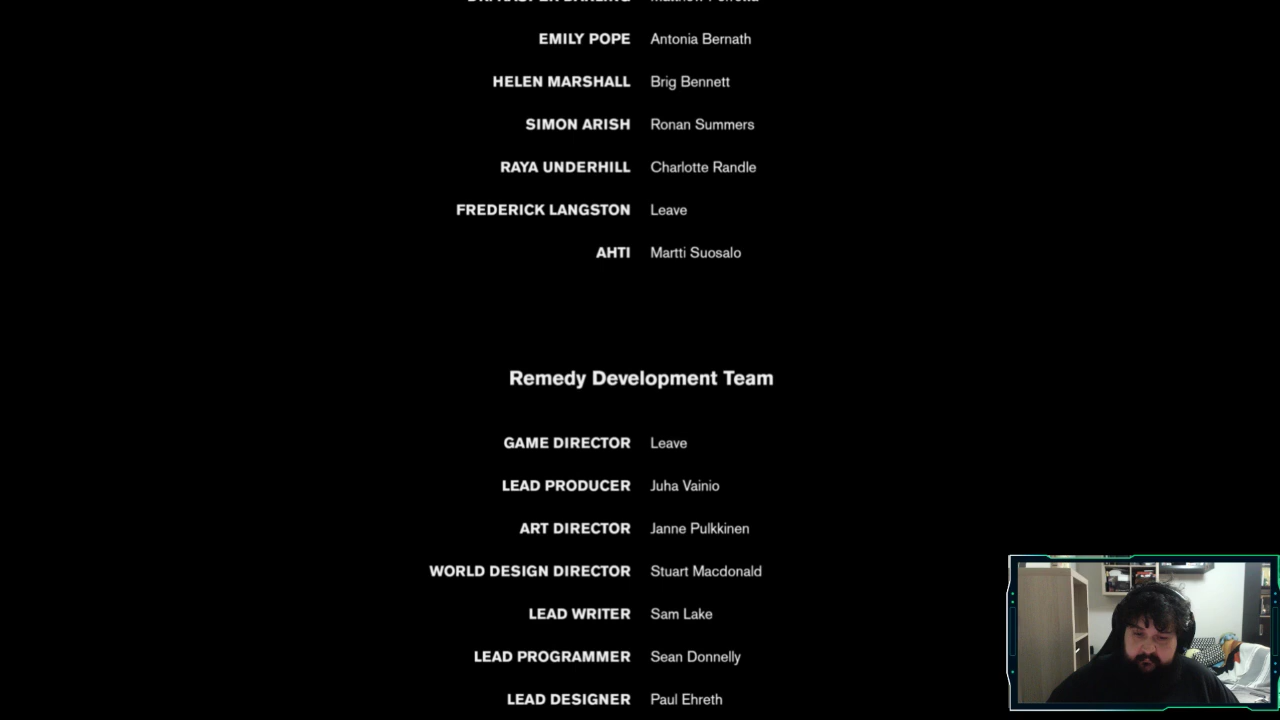 EMILY POPE Antonia Bernath
HELEN MARSHALL Brig Bennett
SIMON ARISH Ronan Summers
RAYA UNDERHILL Charlotte Randle
FREDERICK LANGSTON Leave
AHTI Martti Suosalo
Remedy Development Team
GAME DIRECTOR Leave
LEAD PRODUCER Juha Vainio
ART DIRECTOR Janne Pulkkinen
WORLD DESIGN DIRECTOR Stuart Macdonald
LEAD WRITER Sam Lake
LEAD PROGRAMMER Sean Donnelly
LEAD DESIGNER Paul Ehreth